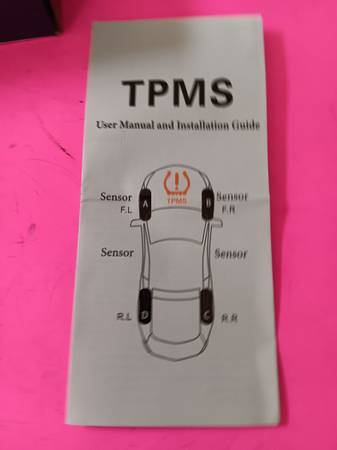 TPMS
User Manual and Installation Guide
TPMS
Sensor A B Sensor
F.L F.R
Sensor Sensor
R.L D C R.R